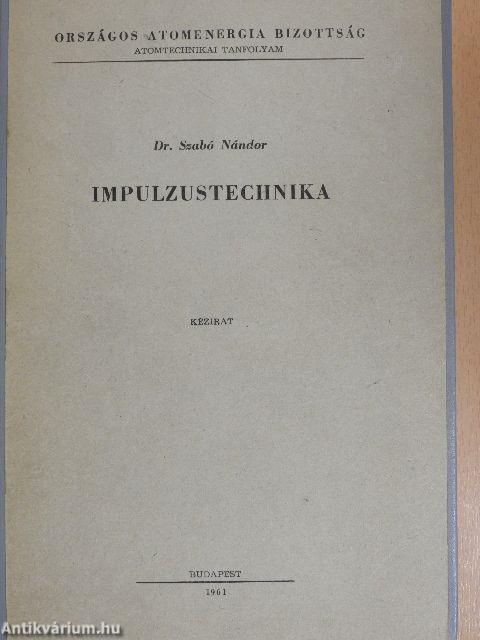 ORSZÁGOS ATOMENERGIA BIZOTTSÁG
ATOMTECHNIKAI TANFOLYAM
Dr. Szabó Nándor
IMPULZUSTECHNIKA
KÉZIRAT
BUDAPEST
1961
Antikvárium.hu